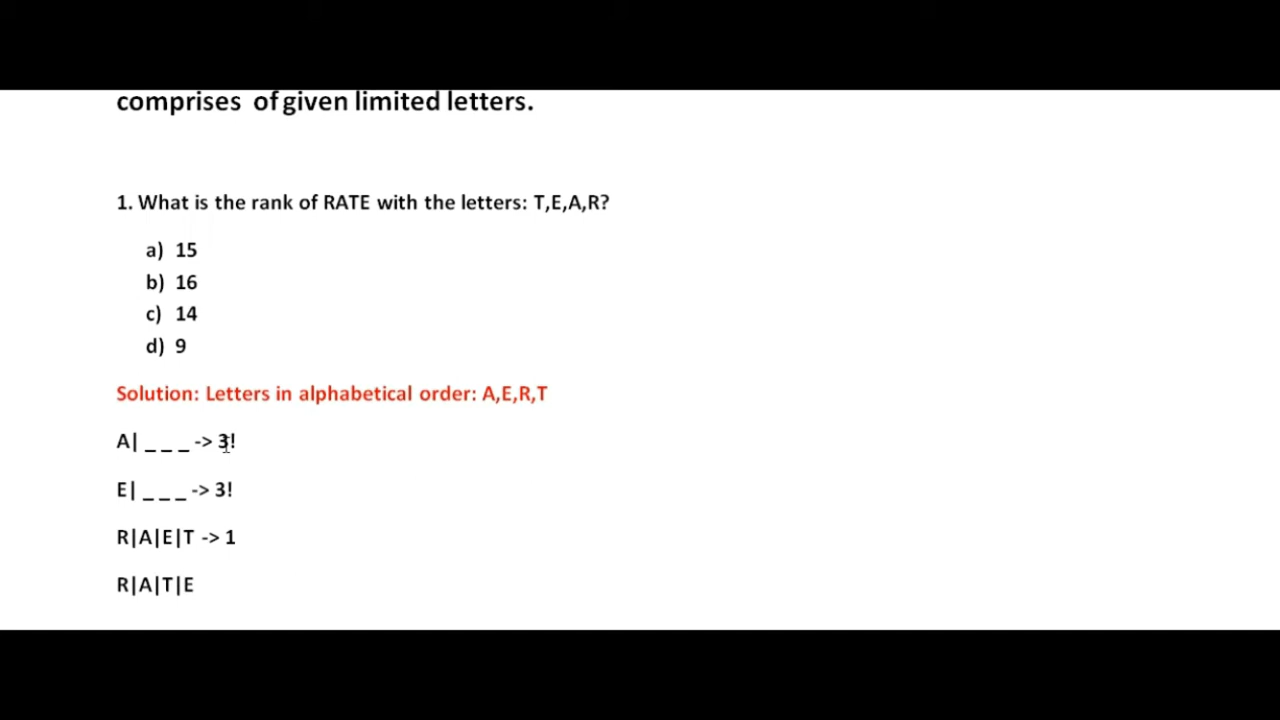 comprises of given limited letters.
1. What is the rank of RATE with the letters: T,E,A,R?
a) 15
b) 16
c) 14
d) 9
Solution: Letters in alphabetical order: A,E,R,T
A| _ _ _ -> 3!
E| _ _ _ -> 3!
R|A|E|T -> 1
R|A|T|E